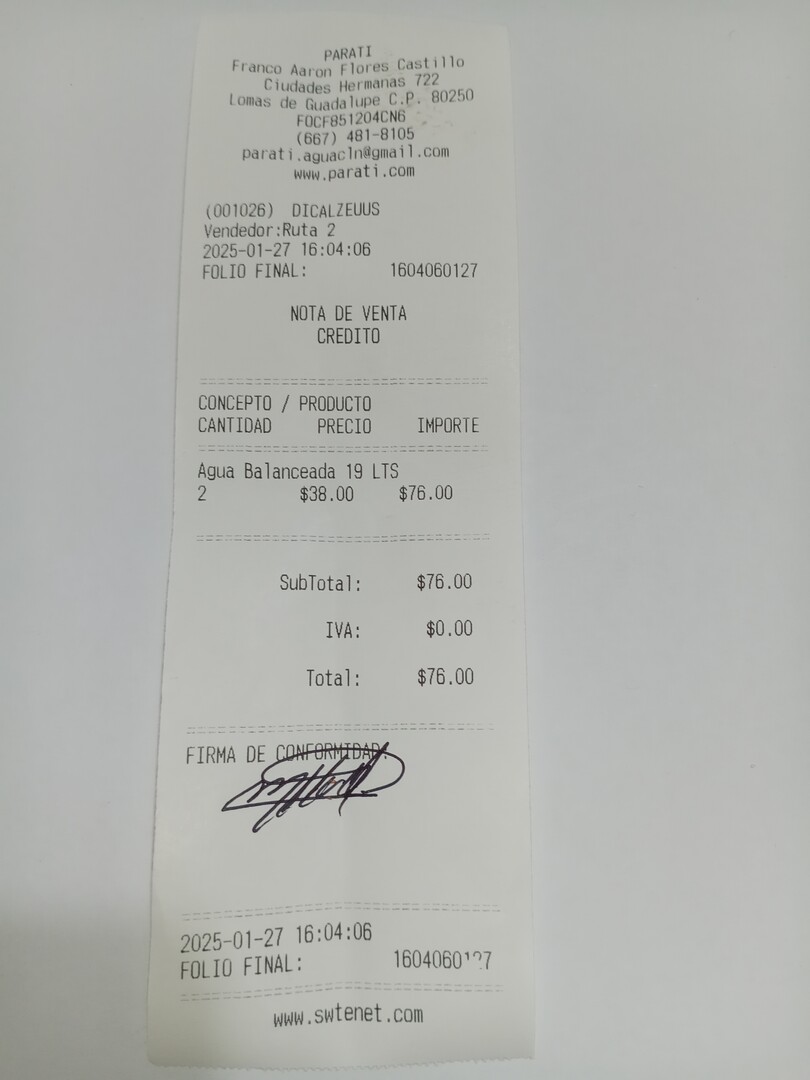 PARATI
Franco Aaron Flores Castillo
Ciudades Hermanas 722
Lomas de Guadalupe C.P. 80250
FOCF851204CN6
(667) 481-8105
parati.aguacln@gmail.com
www.parati.com
(001026) DICALZEUUS
Vendedor:Ruta 2
2025-01-27 16:04:06
FOLIO FINAL: 1604060127
NOTA DE VENTA
CREDITO
CONCEPTO / PRODUCTO
CANTIDAD PRECIO IMPORTE
Agua Balanceada 19 LTS
2 $38.00 $76.00
SubTotal: $76.00
IVA: $0.00
Total: $76.00
FIRMA DE CONFORMIDAD:
2025-01-27 16:04:06
FOLIO FINAL: 1604060127
www.swtenet.com